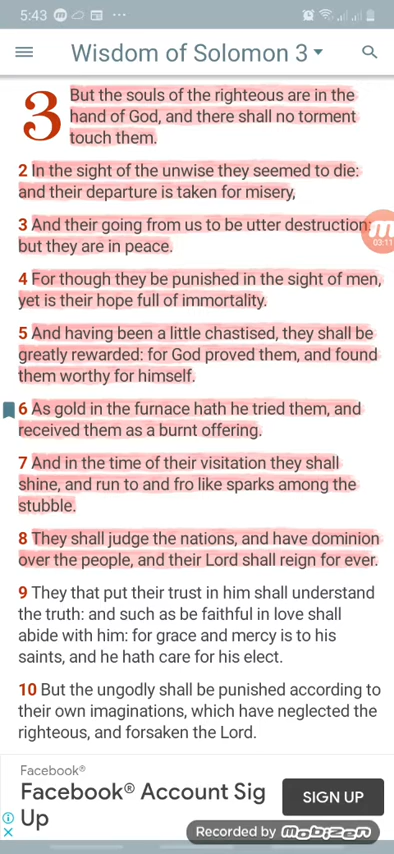 5:43
Wisdom of Solomon 3
3 But the souls of the righteous are in the
hand of God, and there shall no torment
touch them.
2 In the sight of the unwise they seemed to die:
and their departure is taken for misery,
3 And their going from us to be utter destruction:
but they are in peace.
4 For though they be punished in the sight of men,
yet is their hope full of immortality.
5 And having been a little chastised, they shall be
greatly rewarded: for God proved them, and found
them worthy for himself.
6 As gold in the furnace hath he tried them, and
received them as a burnt offering.
7 And in the time of their visitation they shall
shine, and run to and fro like sparks among the
stubble.
8 They shall judge the nations, and have dominion
over the people, and their Lord shall reign for ever.
9 They that put their trust in him shall understand
the truth: and such as be faithful in love shall
abide with him: for grace and mercy is to his
saints, and he hath care for his elect.
10 But the ungodly shall be punished according to
their own imaginations, which have neglected the
righteous, and forsaken the Lord.
03:11
Facebook®
Facebook® Account Sig
Up
SIGN UP
Recorded by mobizen